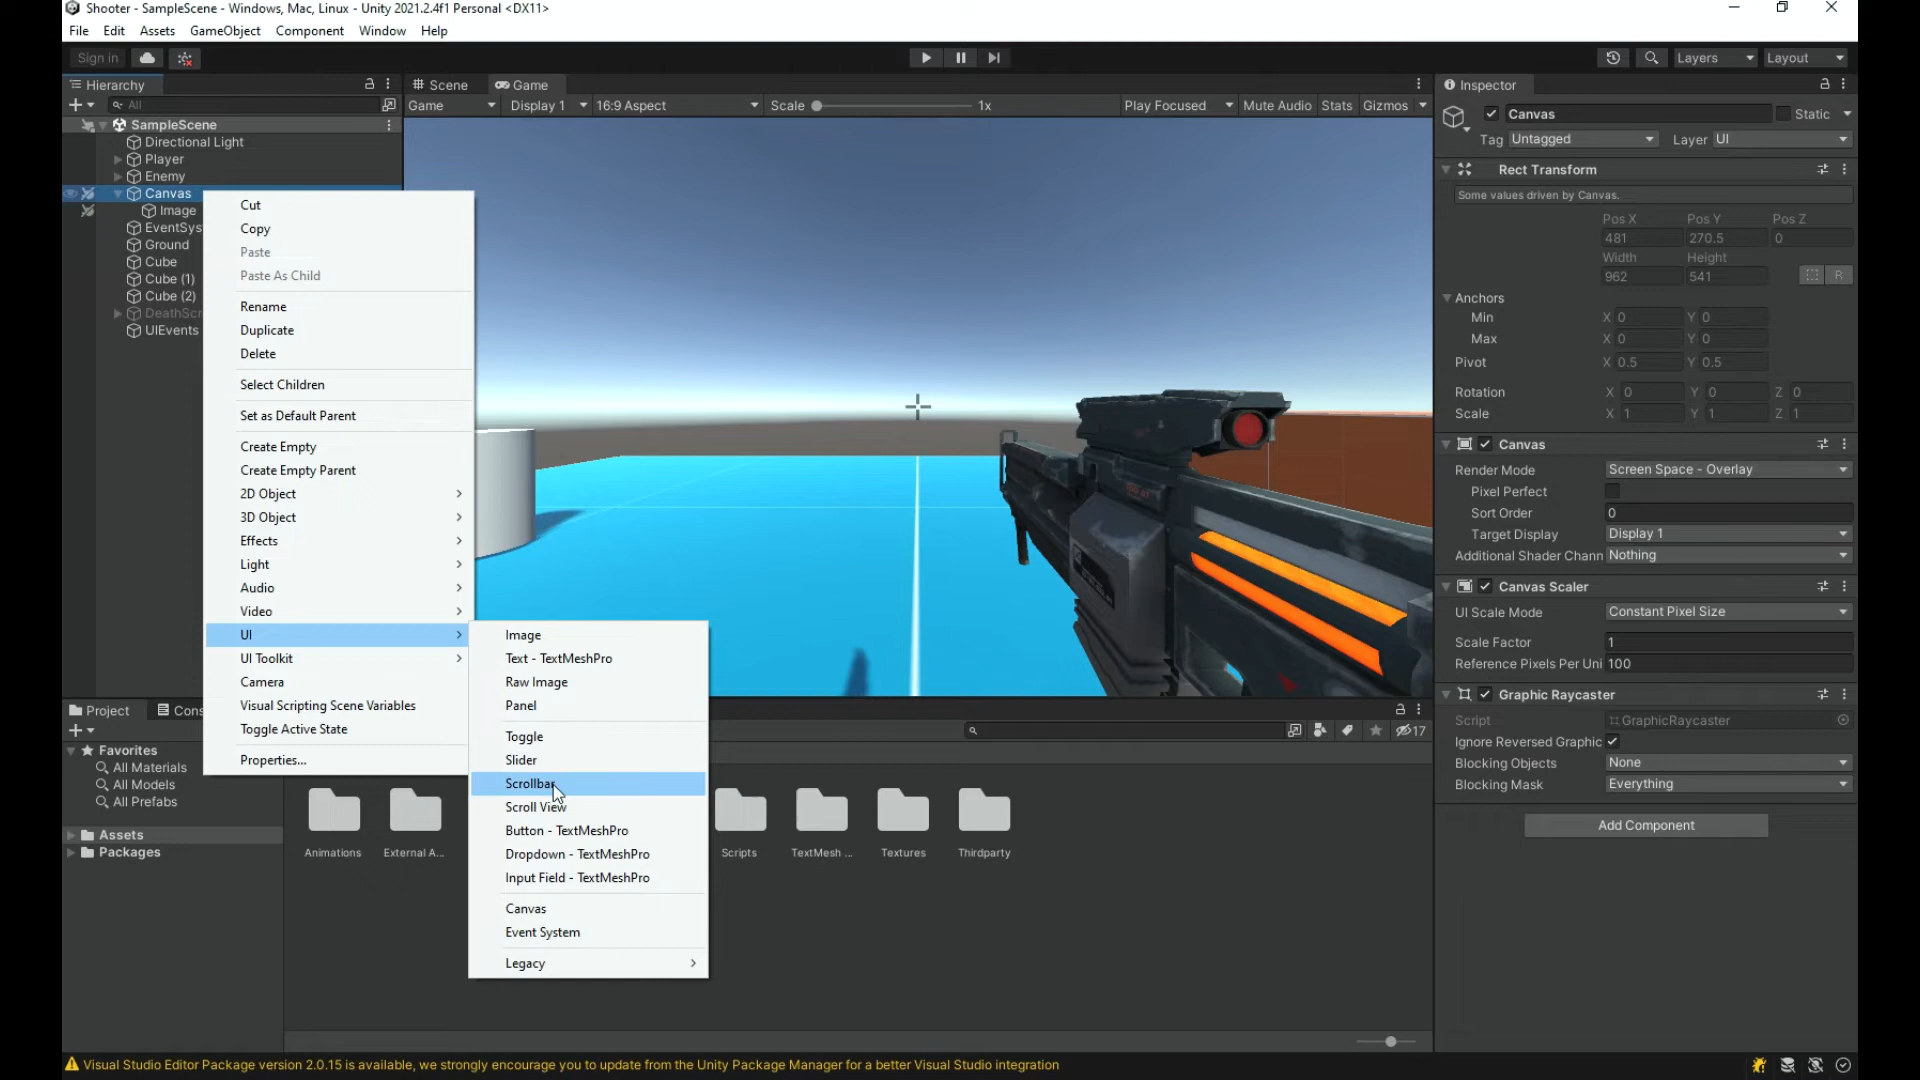 Shooter - SampleScene - Windows, Mac, Linux - Unity 2021.2.4f1 Personal <DX11>
File Edit Assets GameObject Component Window Help
Sign in
Layers
Layout
Hierarchy
All
SampleScene
Directional Light
Player
Enemy
Canvas
Image
EventSys
Ground
Cube
Cube (1)
Cube (2)
DeathScr
UIEvents
Cut
Copy
Paste
Paste As Child
Rename
Duplicate
Delete
Select Children
Set as Default Parent
Create Empty
Create Empty Parent
2D Object
3D Object
Effects
Light
Audio
Video
UI
UI Toolkit
Camera
Visual Scripting Scene Variables
Toggle Active State
Properties...
Image
Text - TextMeshPro
Raw Image
Panel
Toggle
Slider
Scrollbar
Scroll View
Button - TextMeshPro
Dropdown - TextMeshPro
Input Field - TextMeshPro
Canvas
Event System
Legacy
Scene Game
Game Display 1 16:9 Aspect Scale 1x Play Focused Mute Audio Stats Gizmos
Project Cons
17
Favorites
All Materials
All Models
All Prefabs
Assets
Packages
Animations External A... Scripts TextMesh ... Textures Thirdparty
Inspector
Canvas Static
Tag Untagged Layer UI
Rect Transform
Some values driven by Canvas.
Pos X Pos Y Pos Z
481 270.5 0
Width Height
962 541
R
Anchors
Min X 0 Y 0
Max X 0 Y 0
Pivot X 0.5 Y 0.5
Rotation X 0 Y 0 Z 0
Scale X 1 Y 1 Z 1
Canvas
Render Mode Screen Space - Overlay
Pixel Perfect
Sort Order 0
Target Display Display 1
Additional Shader Chann Nothing
Canvas Scaler
UI Scale Mode Constant Pixel Size
Scale Factor 1
Reference Pixels Per Uni 100
Graphic Raycaster
Script GraphicRaycaster
Ignore Reversed Graphic
Blocking Objects None
Blocking Mask Everything
Add Component
Visual Studio Editor Package version 2.0.15 is available, we strongly encourage you to update from the Unity Package Manager for a better Visual Studio integration